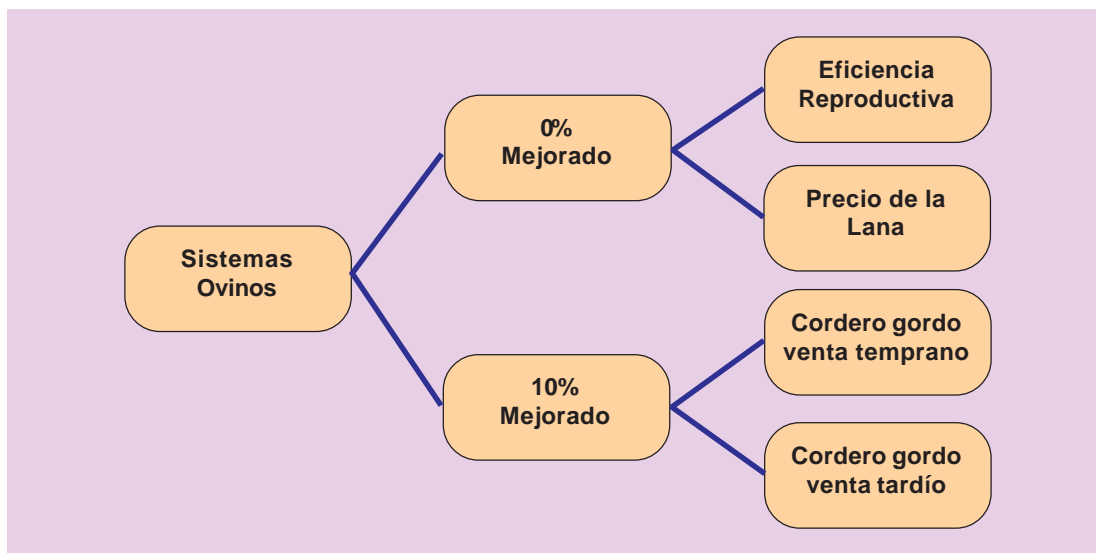 Eficiencia
Reproductiva
0%
Mejorado
Precio de la
Lana
Sistemas
Ovinos
Cordero gordo
venta temprano
10%
Mejorado
Cordero gordo
venta tardío